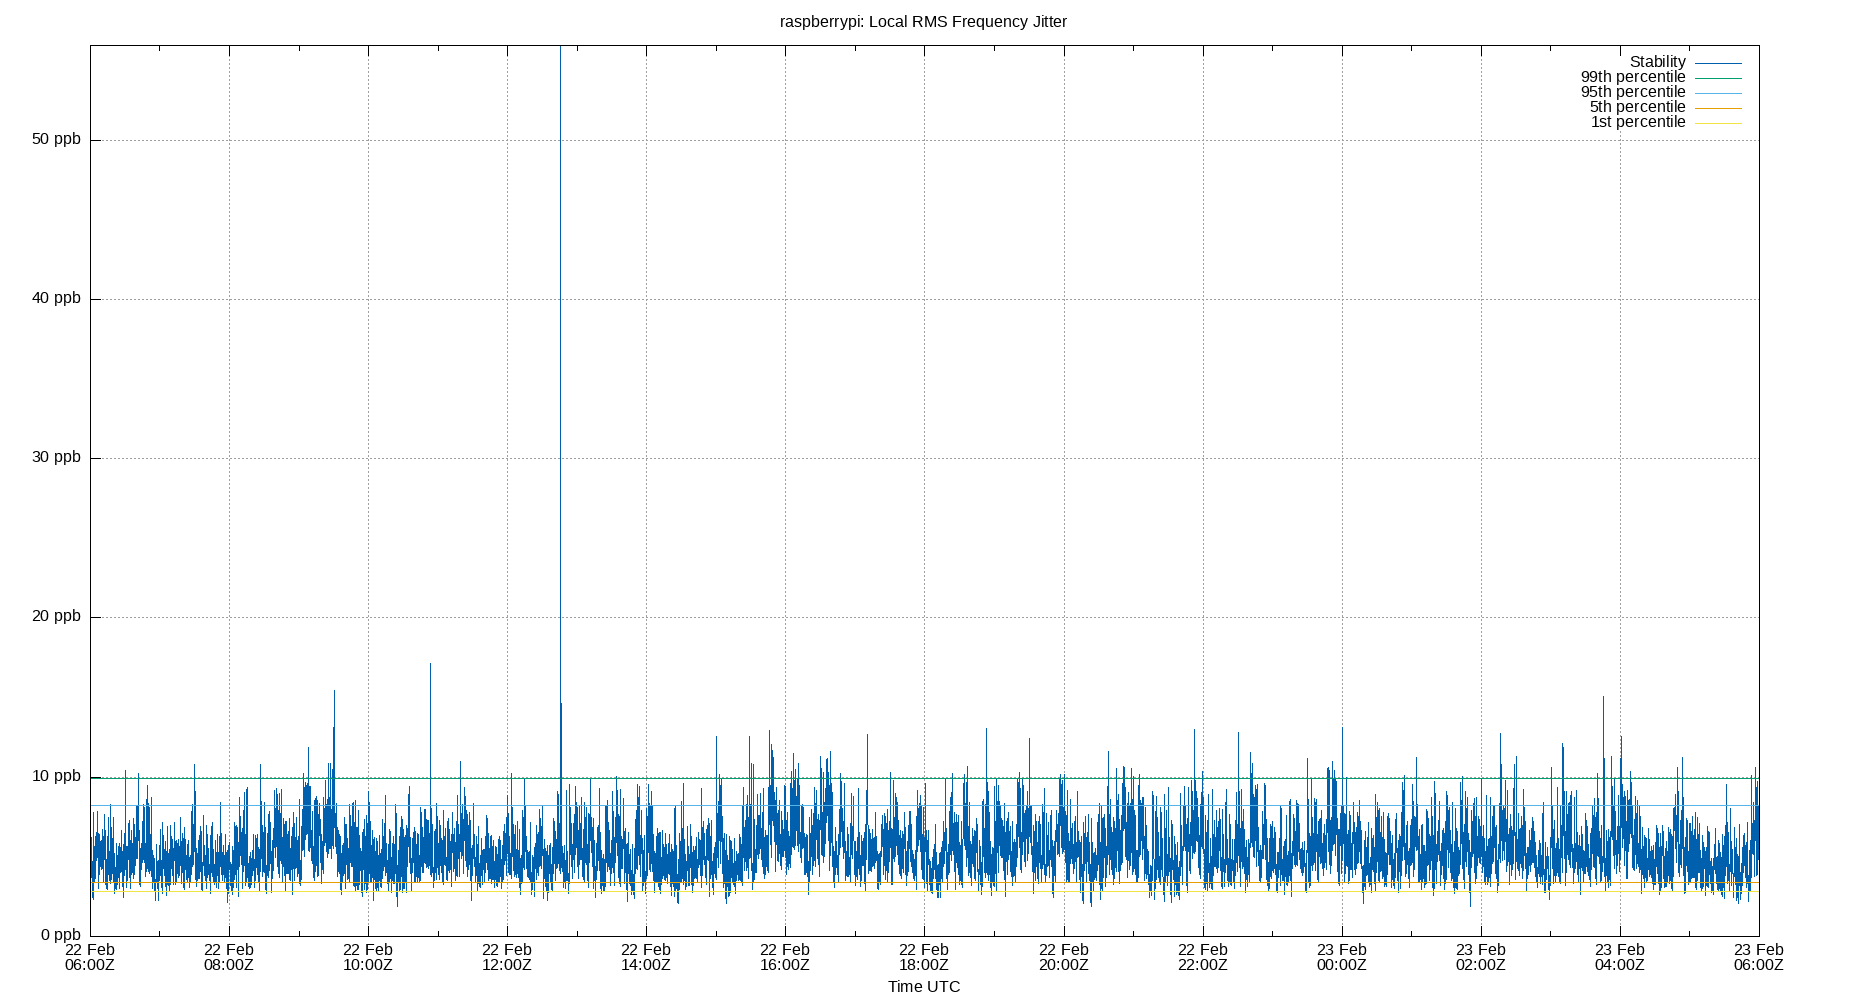 raspberrypi: Local RMS Frequency Jitter
Stability
99th percentile
95th percentile
5th percentile
1st percentile
50 ppb
40 ppb
30 ppb
20 ppb
10 ppb
0 ppb
22 Feb 22 Feb 22 Feb 22 Feb 22 Feb 22 Feb 22 Feb 22 Feb 22 Feb 23 Feb 23 Feb 23 Feb 23 Feb
06:00Z 08:00Z 10:00Z 12:00Z 14:00Z 16:00Z 18:00Z 20:00Z 22:00Z 00:00Z 02:00Z 04:00Z 06:00Z
Time UTC